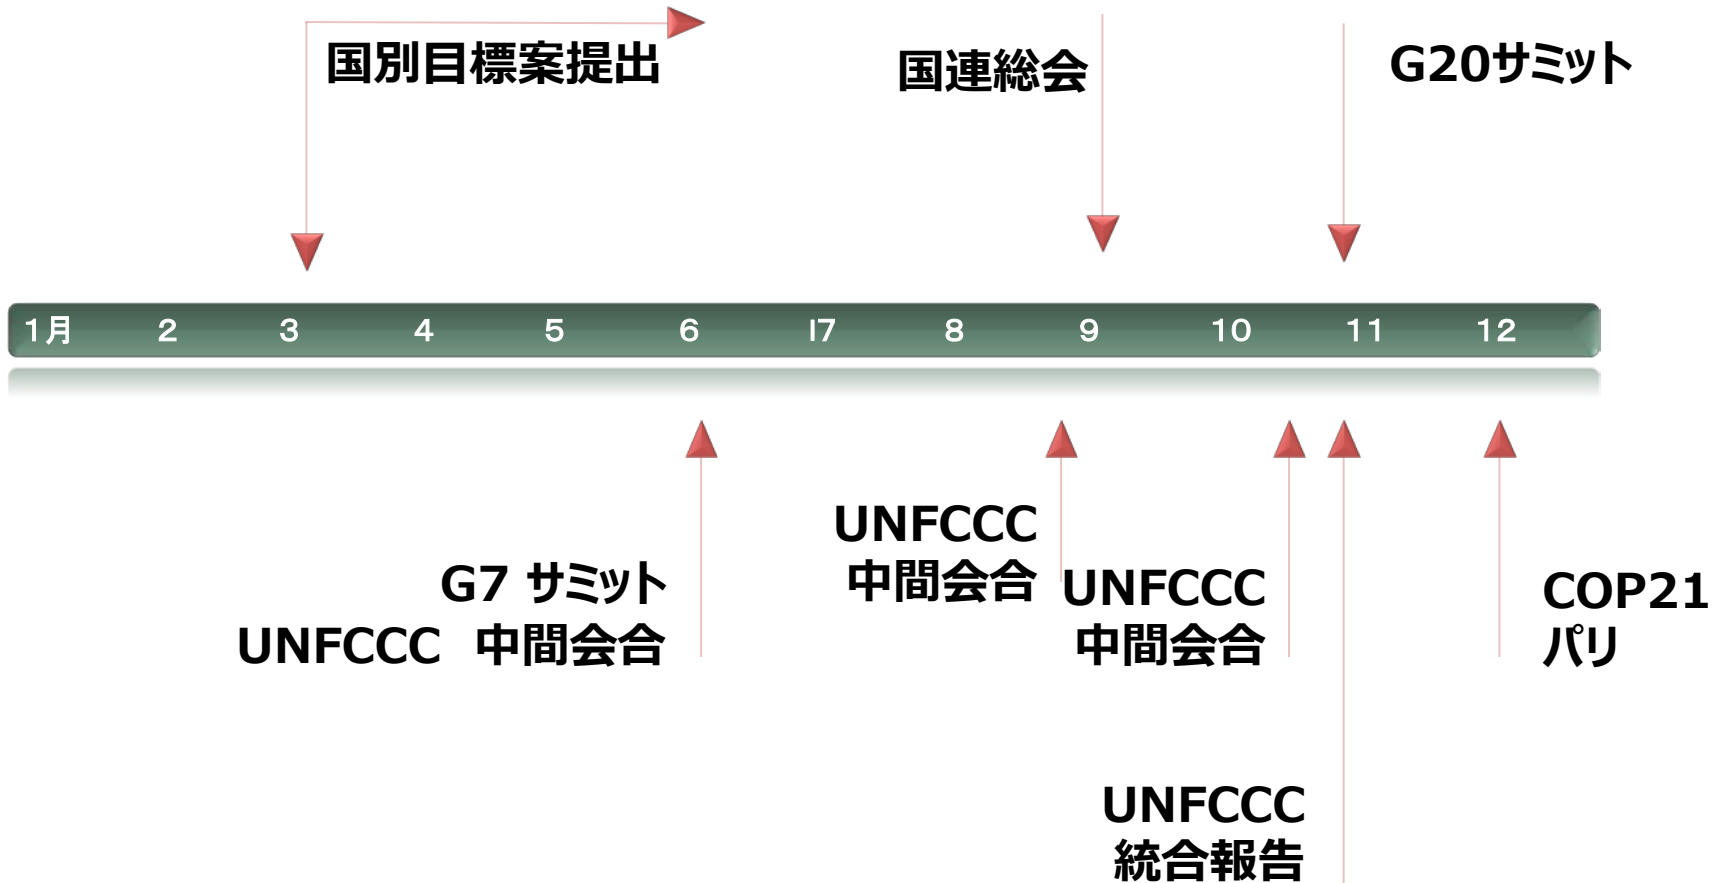 国別目標案提出
国連総会
G20サミット
1月 2 3 4 5 6 I7 8 9 10 11 12
UNFCCC
中間会合
G7 サミット
UNFCCC 中間会合
UNFCCC
中間会合
COP21
パリ
UNFCCC
統合報告